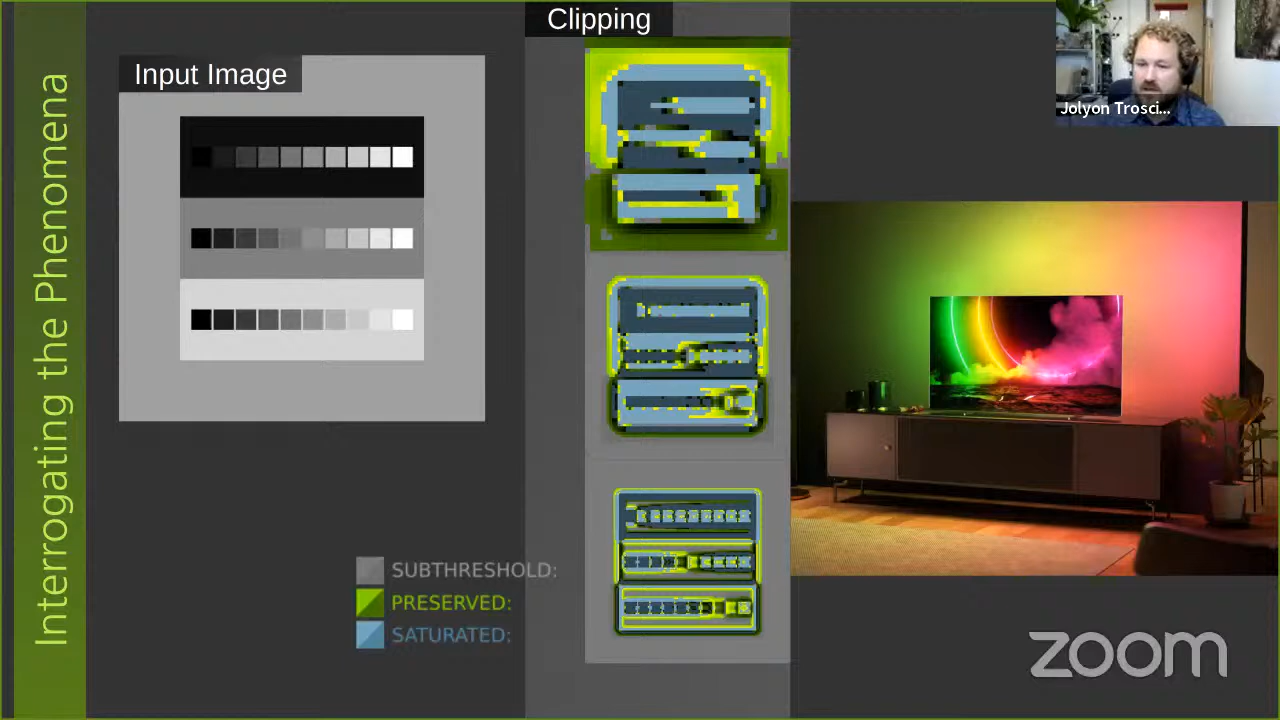 Interrogating the Phenomena
Input Image
Clipping
Jolyon Trosci...
SUBTHRESHOLD:
PRESERVED:
SATURATED:
zoom